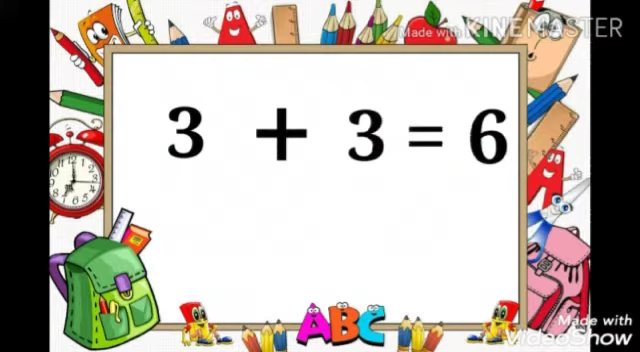 Made with KINEMASTER
3 + 3 = 6
ABC
Made with
VideoShow